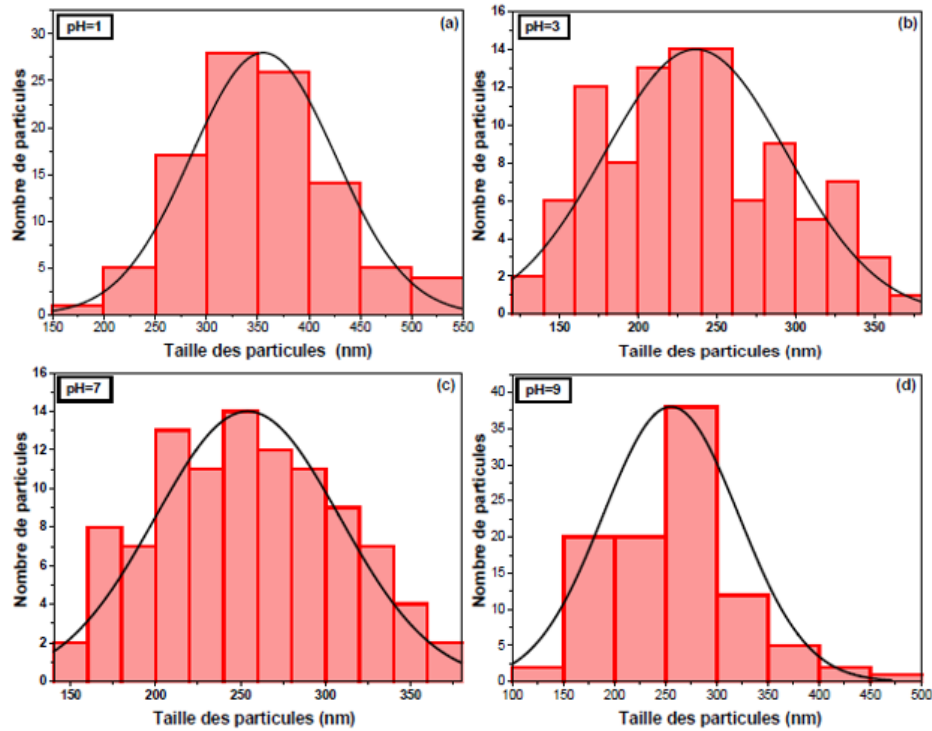 pH=1
(a)
Nombre de particules
25
20
15
10
5
0
150 200 250 300 350 400 450 500 550
Taille des particules (nm)
pH=3
(b)
Nombre de particules
16
14
12
10
8
6
4
2
0
150 200 250 300 350
Taille des particules (nm)
pH=7
(c)
Nombre de particules
16
14
12
10
8
6
4
2
0
150 200 250 300 350
Taille des particules (nm)
pH=9
(d)
Nombre de particules
40
35
30
25
20
15
10
5
0
100 150 200 250 300 350 400 450 500
Taille des particules (nm)